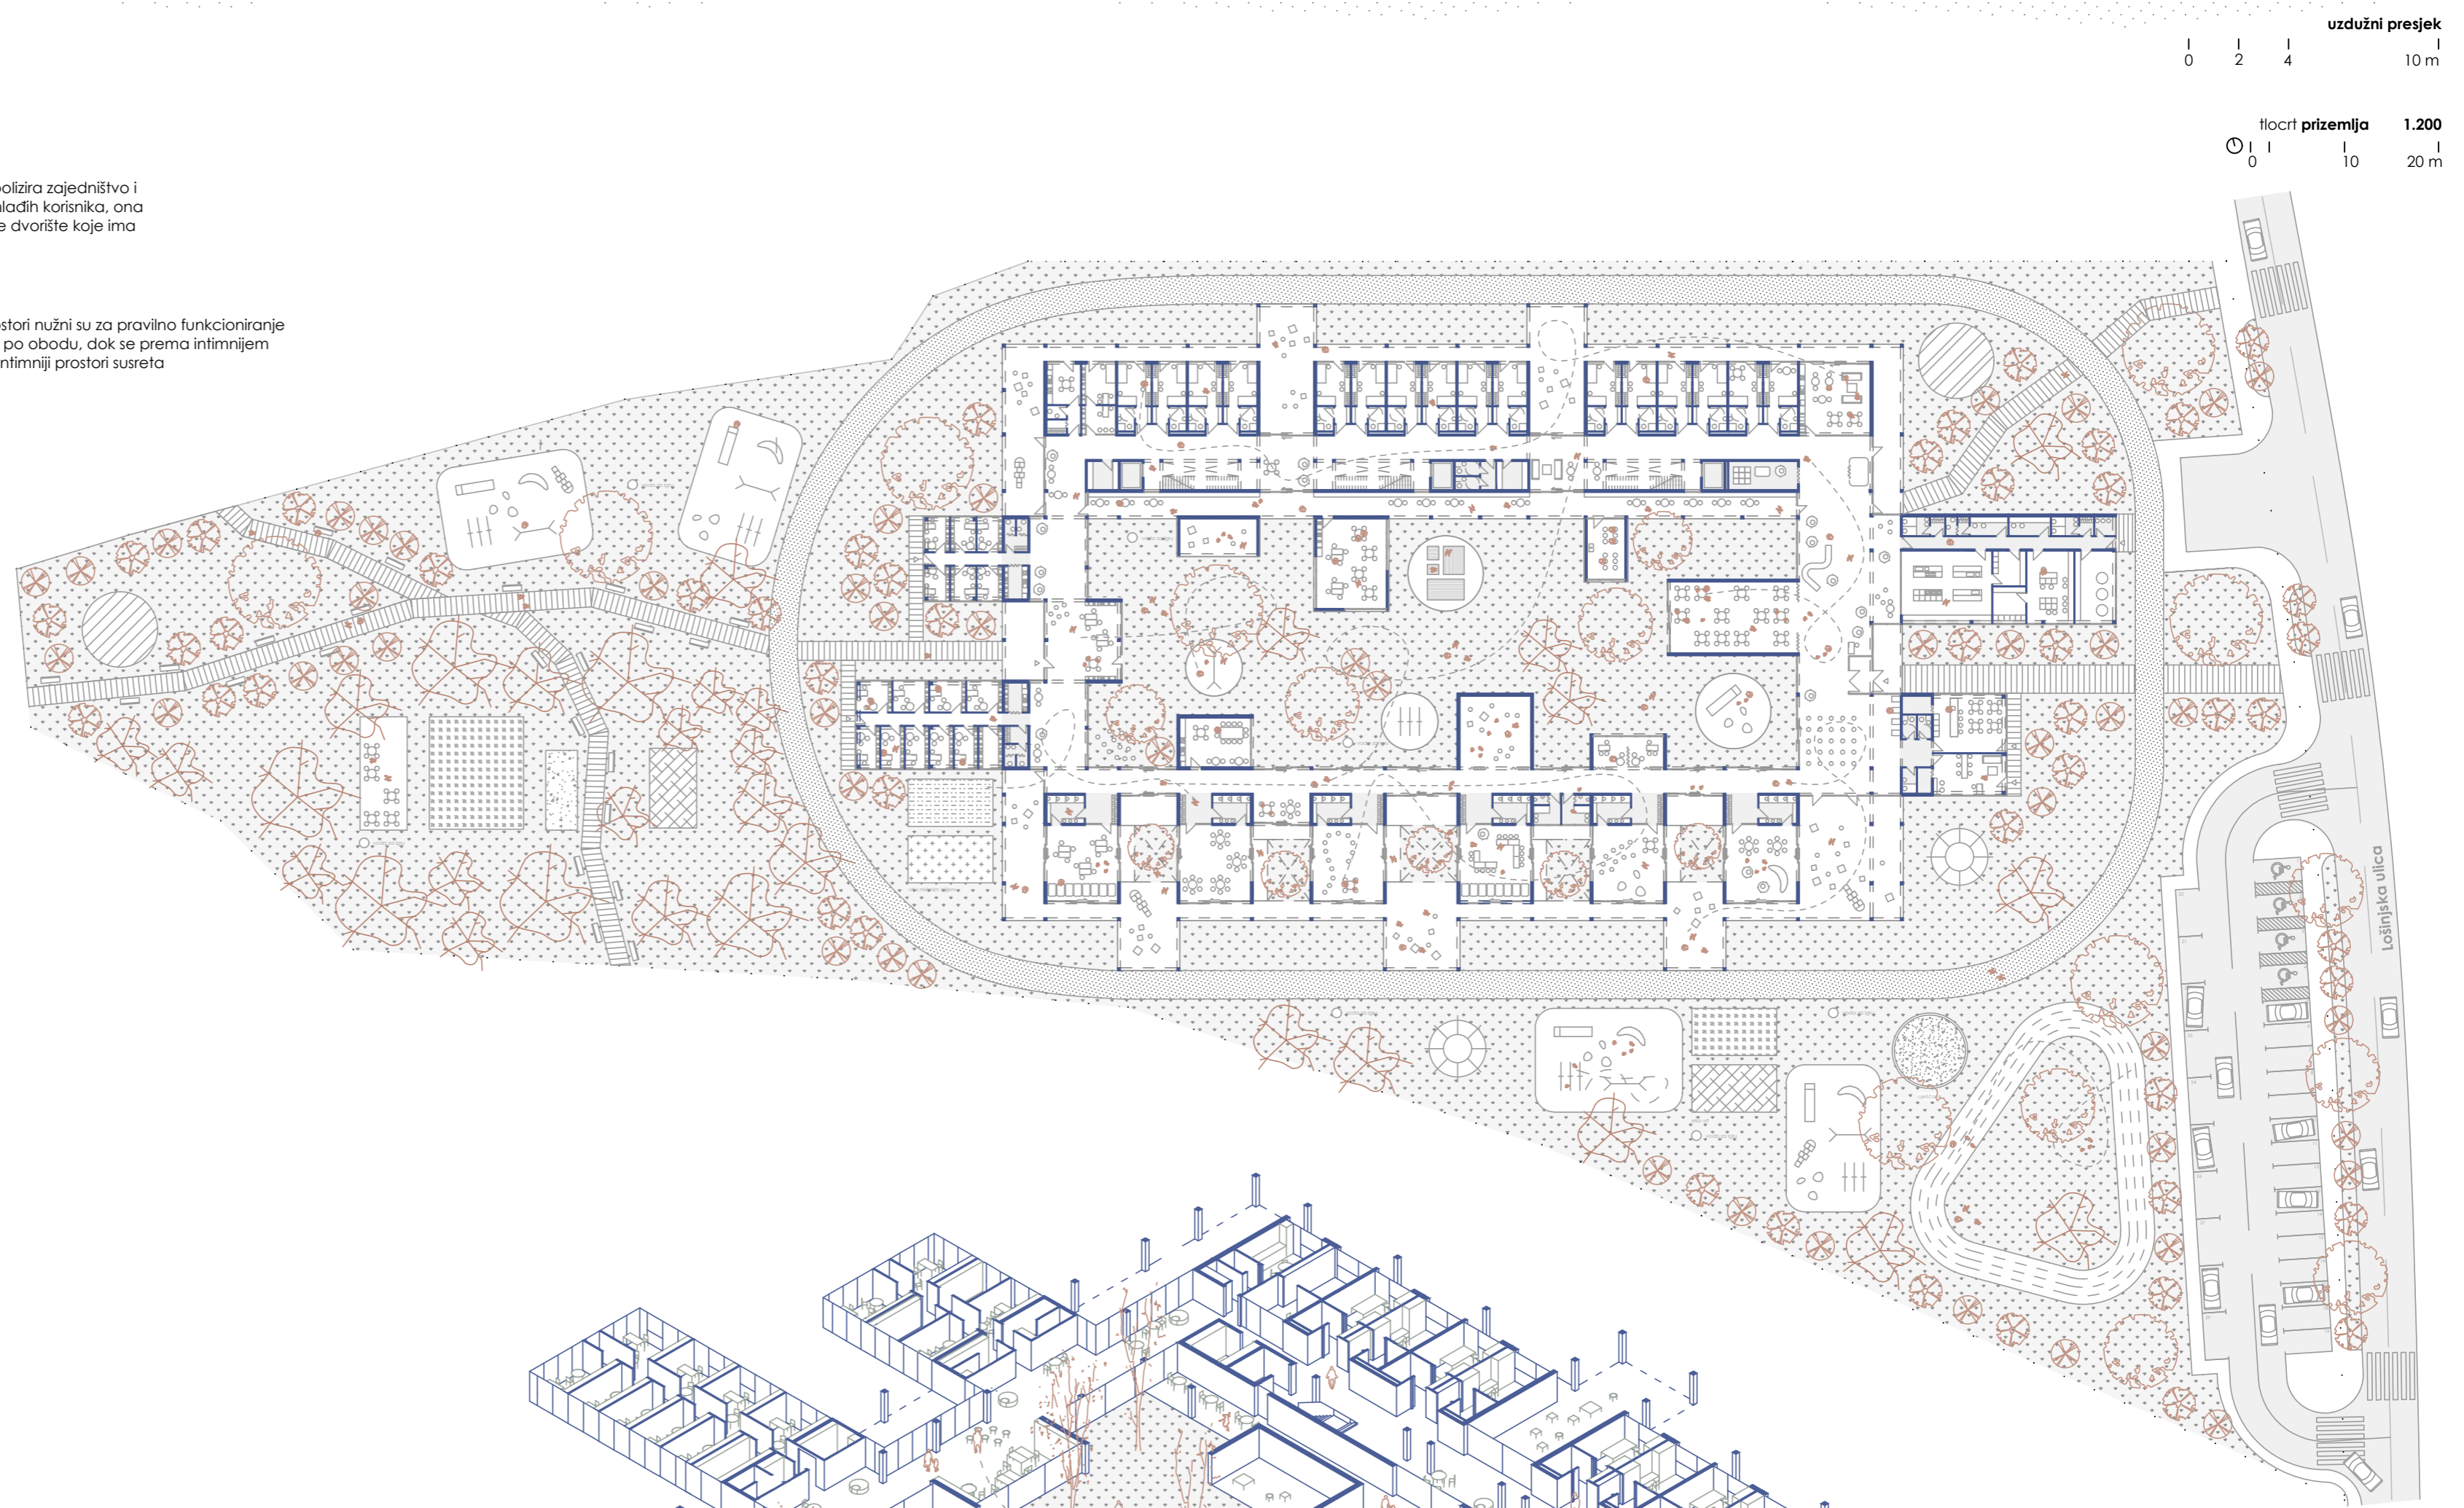 uzdužni presjek
0 2 4 10 m
tlocrt prizemlja 1.200
0 10 20 m
olizira zajedništvo i
lađih korisnika, ona
e dvorište koje ima
stori nužni su za pravilno funkcioniranje
po obodu, dok se prema intimnijem
ntimniji prostori susreta
Lošinjska ulica